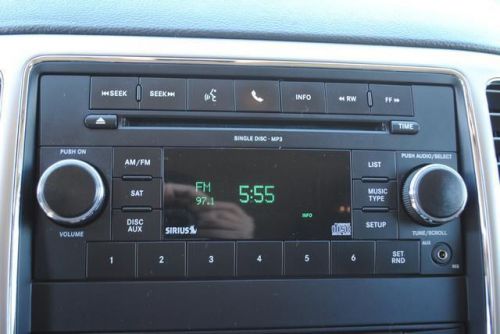 |◀◀ SEEK SEEK ▶▶| INFO ◀◀ RW FF ▶▶
SINGLE DISC - MP3
TIME
PUSH ON
VOLUME
AM/FM
SAT
DISC AUX
FM
97.1
5:55
INFO
SIRIUS
LIST
MUSIC TYPE
SETUP
PUSH AUDIO/SELECT
TUNE/SCROLL
1 2 3 4 5 6 SET RND
AUX